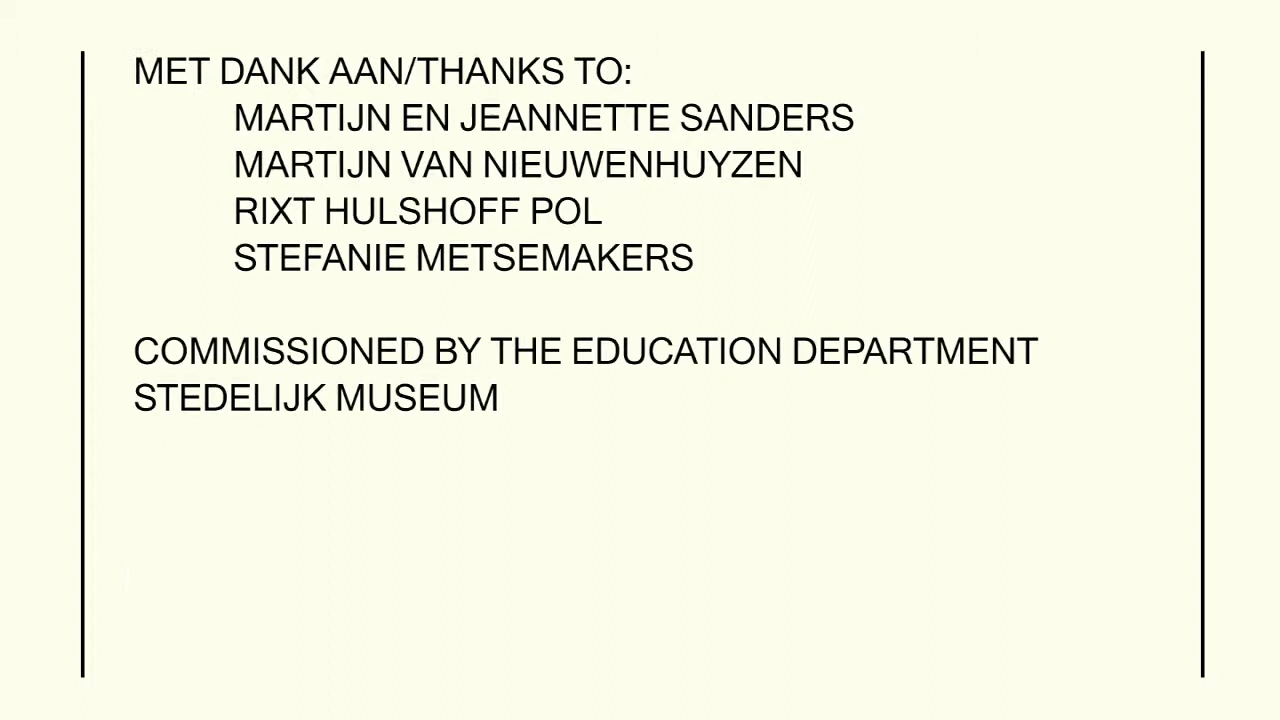 MET DANK AAN/THANKS TO:
MARTIJN EN JEANNETTE SANDERS
MARTIJN VAN NIEUWENHUYZEN
RIXT HULSHOFF POL
STEFANIE METSEMAKERS
COMMISSIONED BY THE EDUCATION DEPARTMENT
STEDELIJK MUSEUM